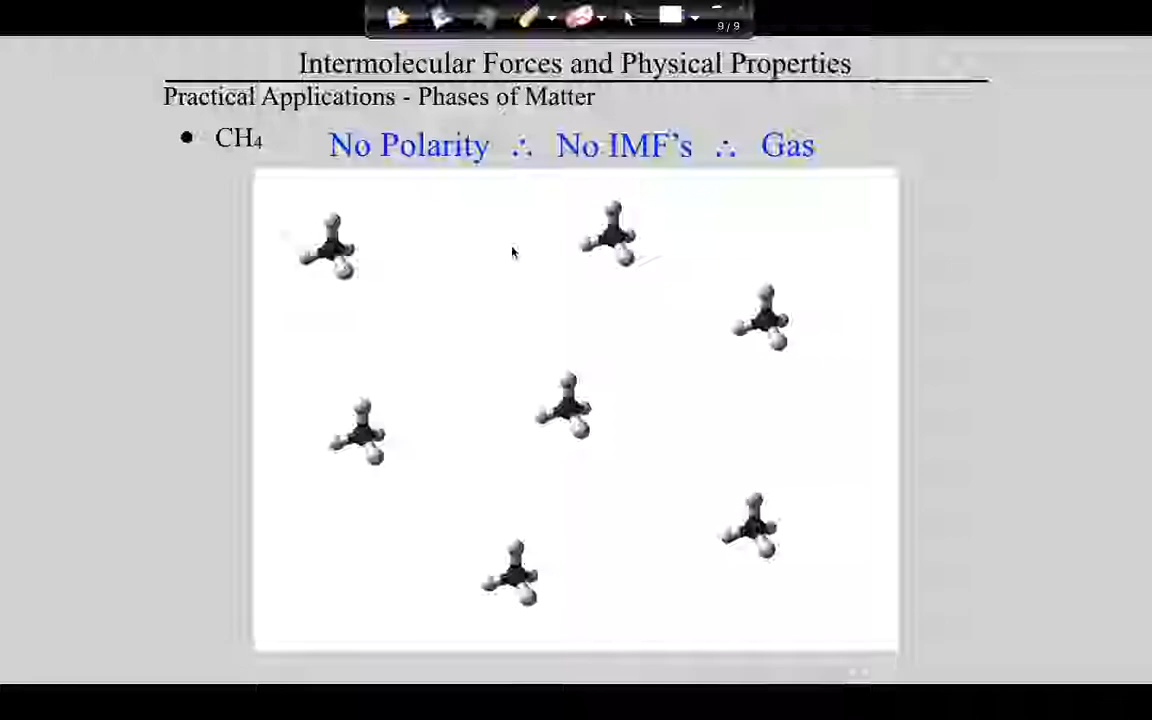 9 / 9
Intermolecular Forces and Physical Properties
Practical Applications - Phases of Matter
● CH₄ No Polarity ∴ No IMF's ∴ Gas